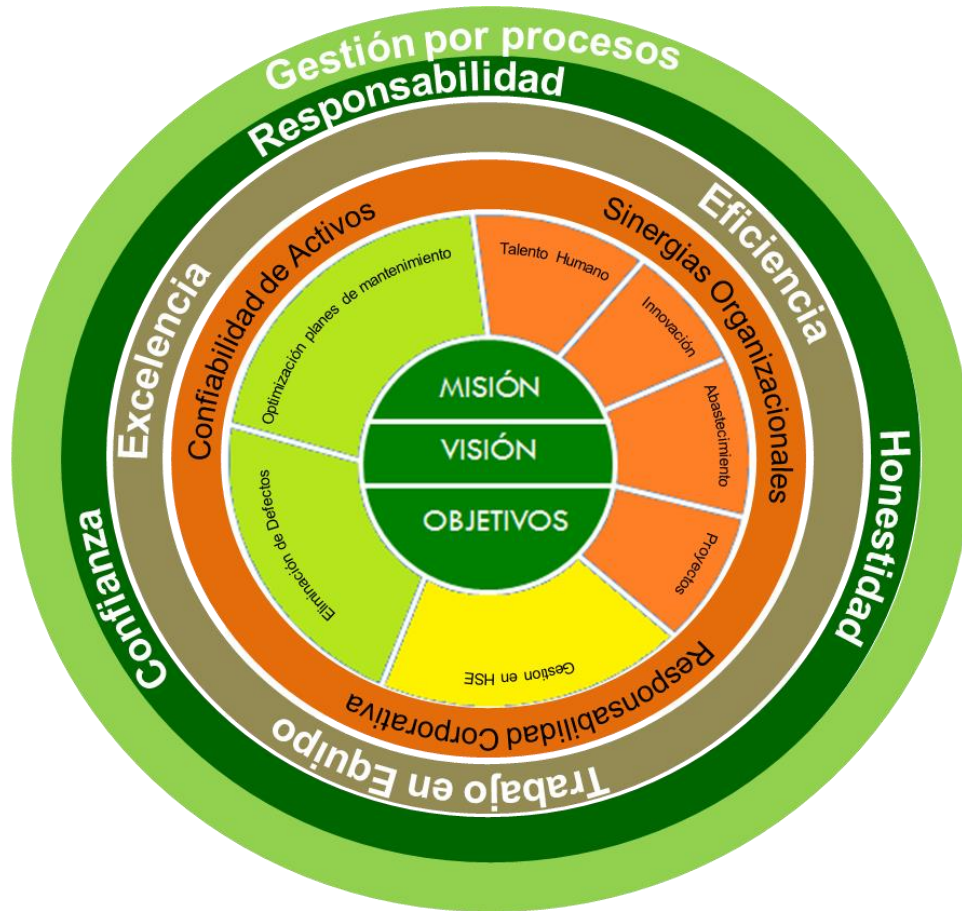 Gestión por procesos
Responsabilidad
Honestidad
Confianza
Excelencia
Eficiencia
Trabajo en Equipo
Confiabilidad de Activos
Sinergias Organizacionales
Responsabilidad Corporativa
Optimización planes de mantenimiento
Talento Humano
Innovación
Abastecimiento
Proyectos
Gestion en HSE
Eliminación de Defectos
MISIÓN
VISIÓN
OBJETIVOS